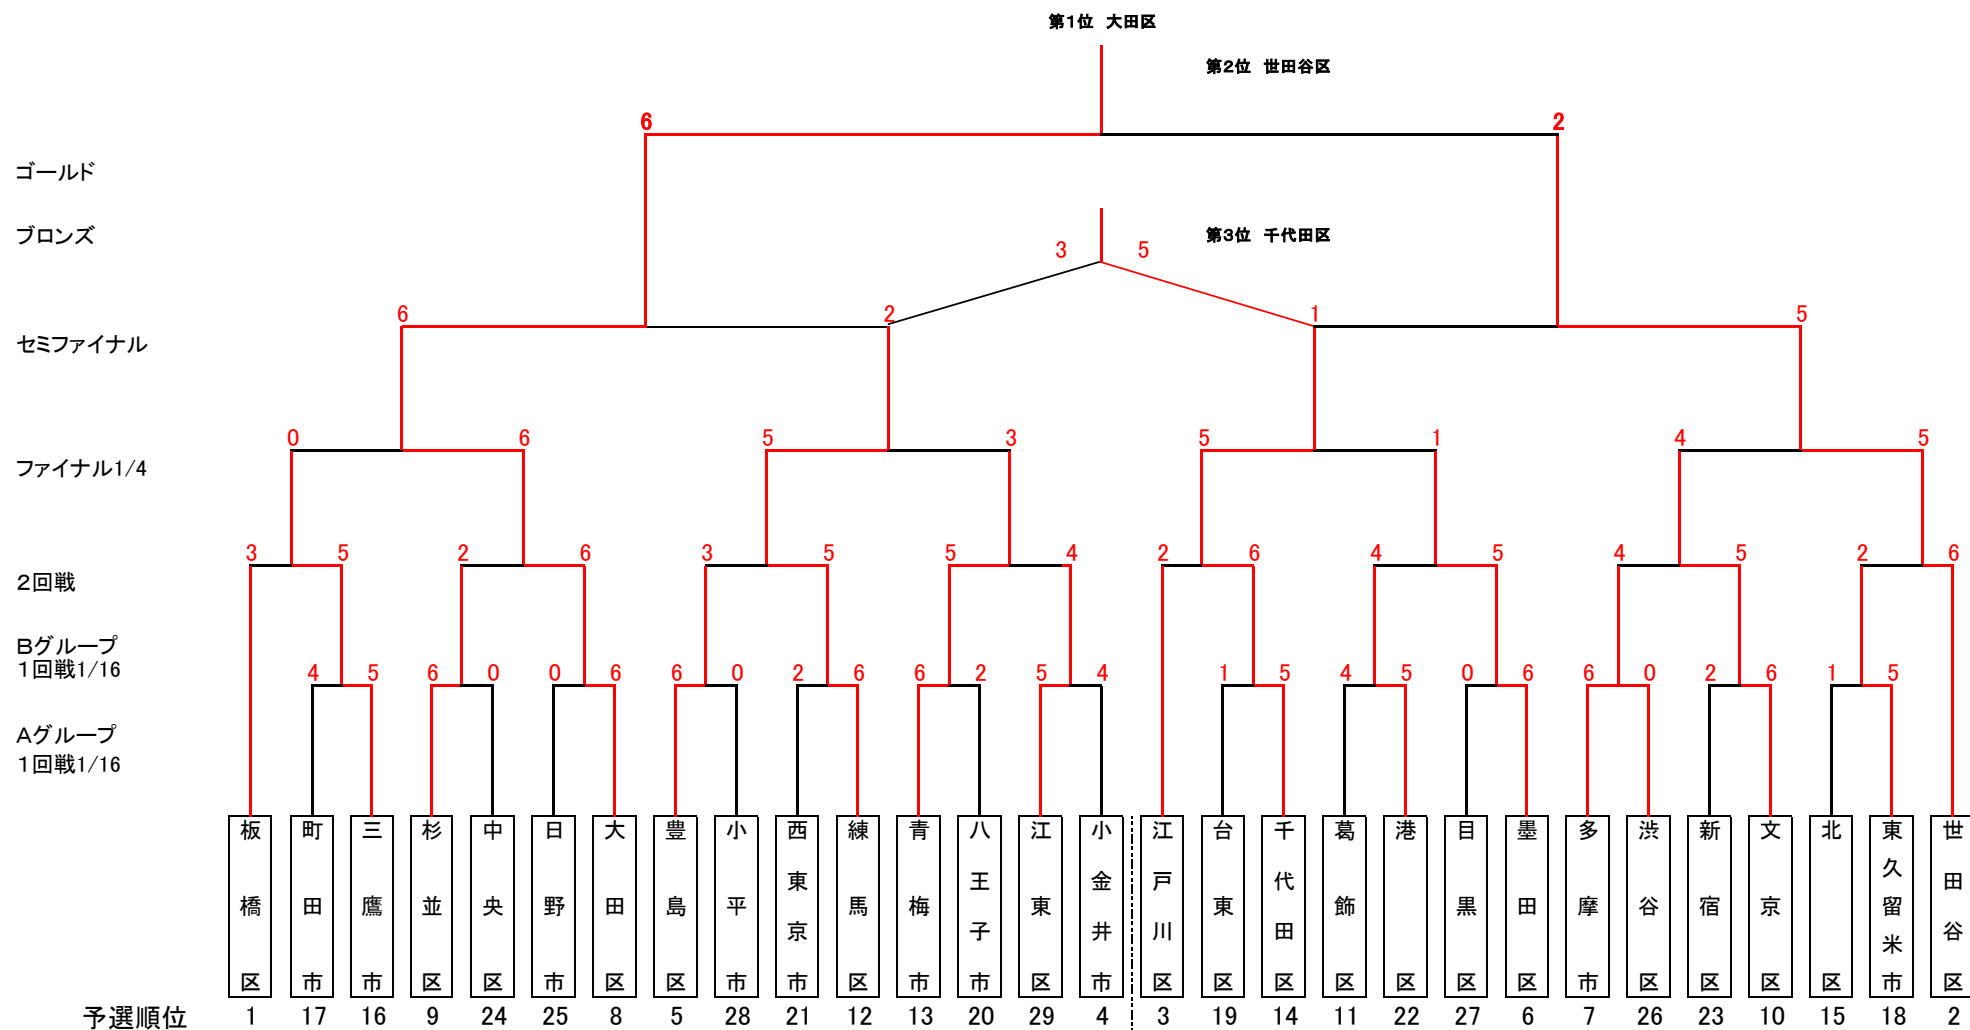 第1位 大田区
第2位 世田谷区
6 2
ゴールド
ブロンズ
第3位 千代田区
3 5
6 2 1 5
セミファイナル
0 6 5 3 5 1 4 5
ファイナル1/4
3 5 2 6 3 5 5 4 2 6 4 5 4 5 2 6
2回戦
Bグループ
1回戦1/16
4 5 6 0 0 6 6 0 2 6 6 2 5 4 1 5 4 5 0 6 6 0 2 6 1 5
Aグループ
1回戦1/16
板橋区
町田市
三鷹市
杉並区
中央区
日野市
大田区
豊島区
小平市
西東京市
練馬区
青梅市
八王子市
江東区
小金井市
江戸川区
台東区
千代田区
葛飾区
港区
目黒区
墨田区
多摩市
渋谷区
新宿区
文京区
北区
東久留米市
世田谷区
予選順位 1 17 16 9 24 25 8 5 28 21 12 13 20 29 4 3 19 14 11 22 27 6 7 26 23 10 15 18 2